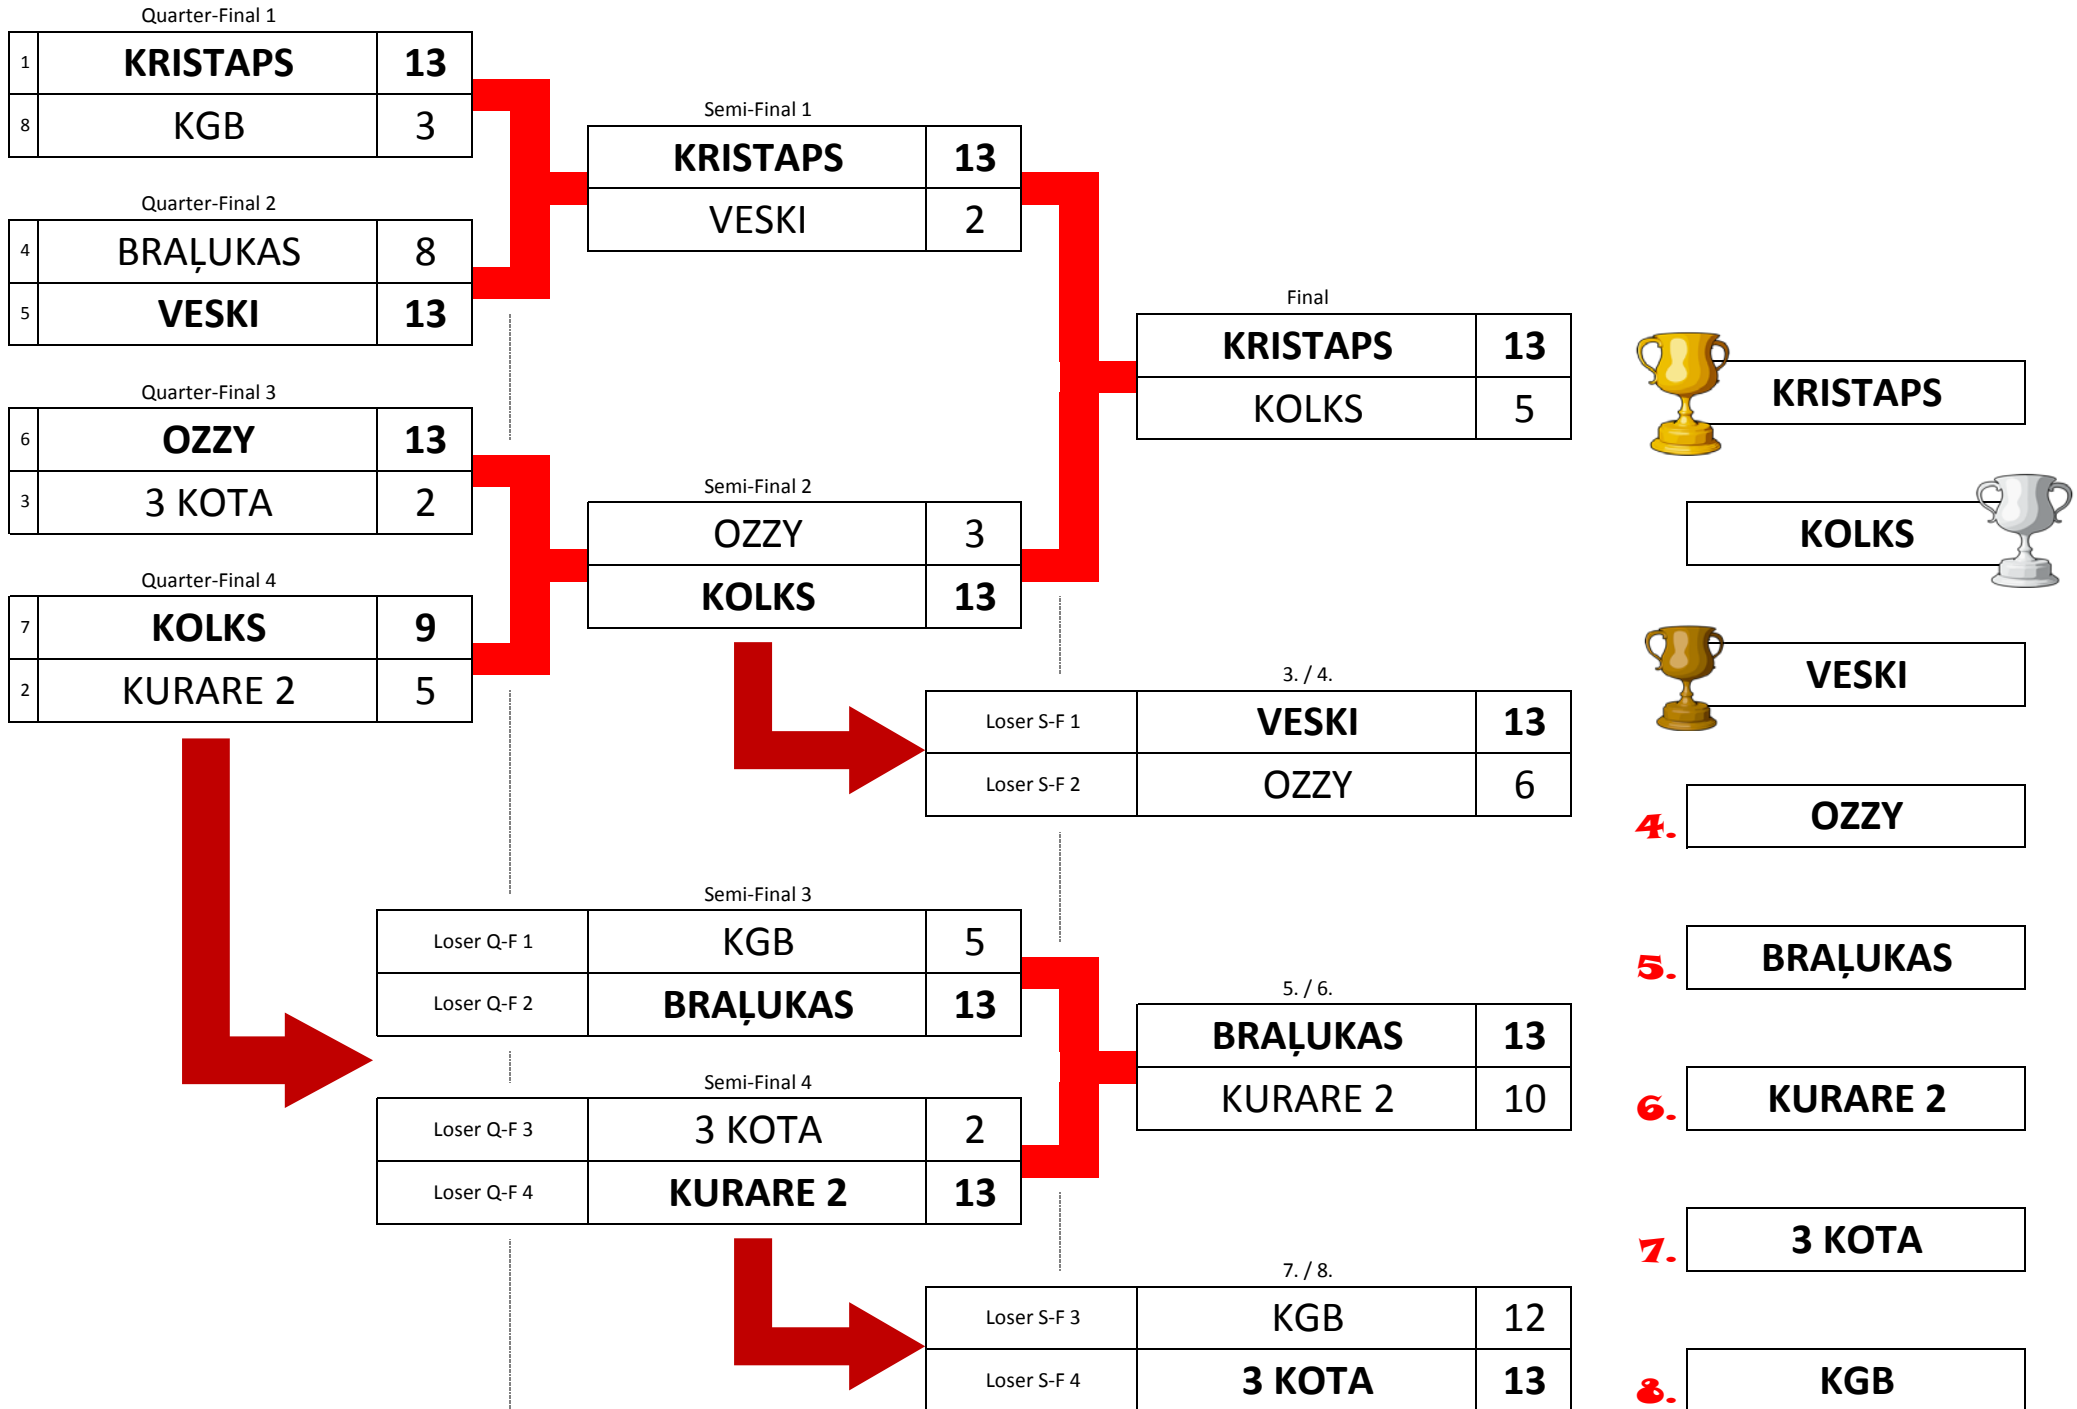 Quarter-Final 1
1 KRISTAPS 13
8 KGB 3
Quarter-Final 2
4 BRAĻUKAS 8
5 VESKI 13
Quarter-Final 3
6 OZZY 13
3 3 KOTA 2
Quarter-Final 4
7 KOLKS 9
2 KURARE 2 5
Semi-Final 1
KRISTAPS 13
VESKI 2
Semi-Final 2
OZZY 3
KOLKS 13
Final
KRISTAPS 13
KOLKS 5
3. / 4.
Loser S-F 1 VESKI 13
Loser S-F 2 OZZY 6
Semi-Final 3
Loser Q-F 1 KGB 5
Loser Q-F 2 BRAĻUKAS 13
Semi-Final 4
Loser Q-F 3 3 KOTA 2
Loser Q-F 4 KURARE 2 13
5. / 6.
BRAĻUKAS 13
KURARE 2 10
7. / 8.
Loser S-F 3 KGB 12
Loser S-F 4 3 KOTA 13
KRISTAPS
KOLKS
VESKI
4. OZZY
5. BRAĻUKAS
6. KURARE 2
7. 3 KOTA
8. KGB